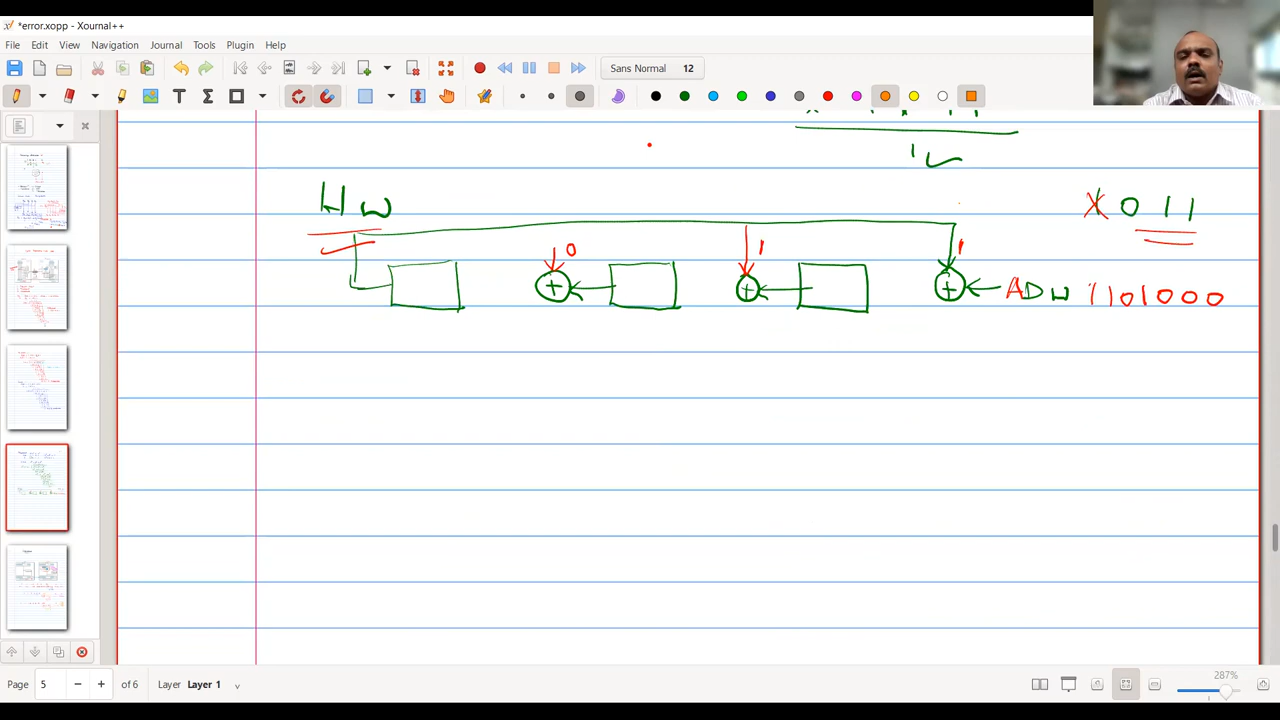 *error.xopp - Xournal++
File Edit View Navigation Journal Tools Plugin Help
Sans Normal 12
1
HW
X 0 1 1
0 1 1
+ + + ADW 1101000
Page 5 of 6 Layer Layer 1 287%